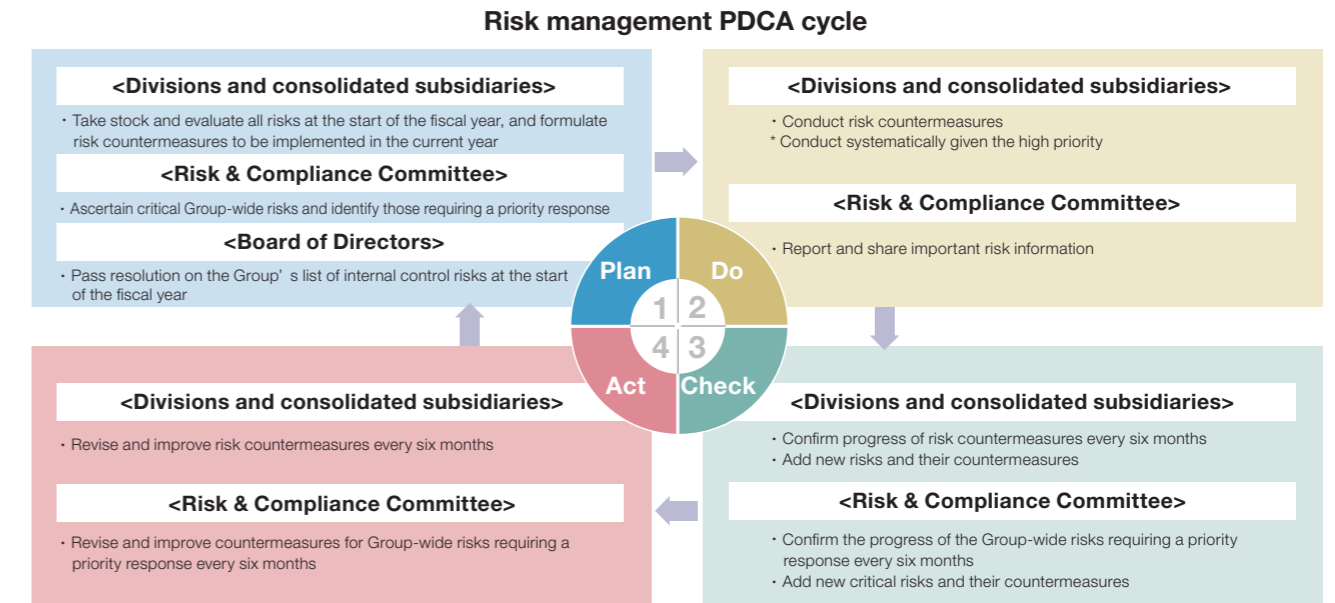 Risk management PDCA cycle
<Divisions and consolidated subsidiaries>
・Take stock and evaluate all risks at the start of the fiscal year, and formulate
risk countermeasures to be implemented in the current year
<Risk & Compliance Committee>
・Ascertain critical Group-wide risks and identify those requiring a priority response
<Board of Directors>
・Pass resolution on the Group’ s list of internal control risks at the start
of the fiscal year
<Divisions and consolidated subsidiaries>
・Conduct risk countermeasures
* Conduct systematically given the high priority
<Risk & Compliance Committee>
・Report and share important risk information
Plan
Do
1
2
4
3
Act
Check
<Divisions and consolidated subsidiaries>
・Revise and improve risk countermeasures every six months
<Risk & Compliance Committee>
・Revise and improve countermeasures for Group-wide risks requiring a
priority response every six months
<Divisions and consolidated subsidiaries>
・Confirm progress of risk countermeasures every six months
・Add new risks and their countermeasures
<Risk & Compliance Committee>
・Confirm the progress of the Group-wide risks requiring a priority
response every six months
・Add new critical risks and their countermeasures